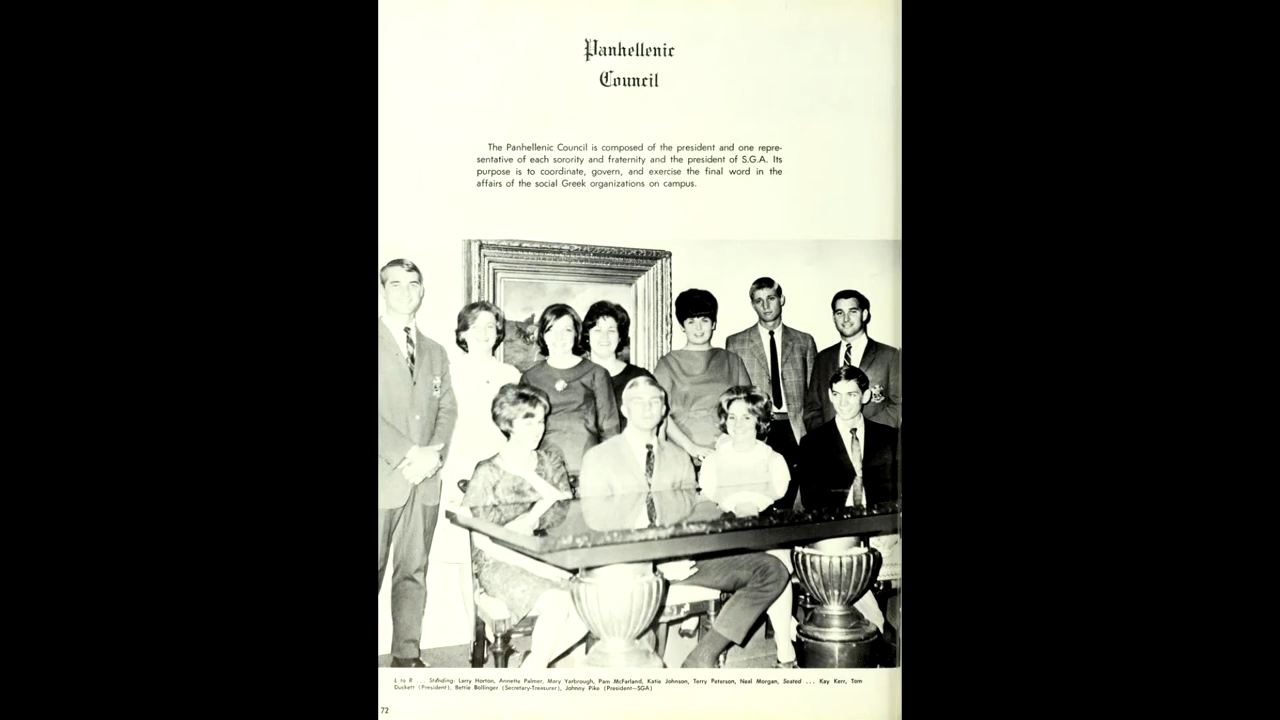 Panhellenic
Council
The Panhellenic Council is composed of the president and one repre-
sentative of each sorority and fraternity and the president of S.G.A. Its
purpose is to coordinate, govern, and exercise the final word in the
affairs of the social Greek organizations on campus.
L to R ... Standing: Larry Horton, Annette Palmer, Mary Yarbrough, Pam McFarland, Katie Johnson, Terry Peterson, Neal Morgan, Seated ... Kay Kerr, Tom
Duckett (President), Bettie Bollinger (Secretary-Treasurer), Johnny Pike (President—SGA)
72